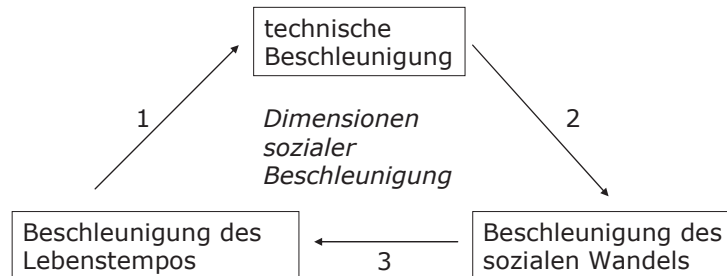 technische
Beschleunigung
1
Dimensionen
sozialer
Beschleunigung
2
Beschleunigung des
Lebenstempos
3
Beschleunigung des
sozialen Wandels